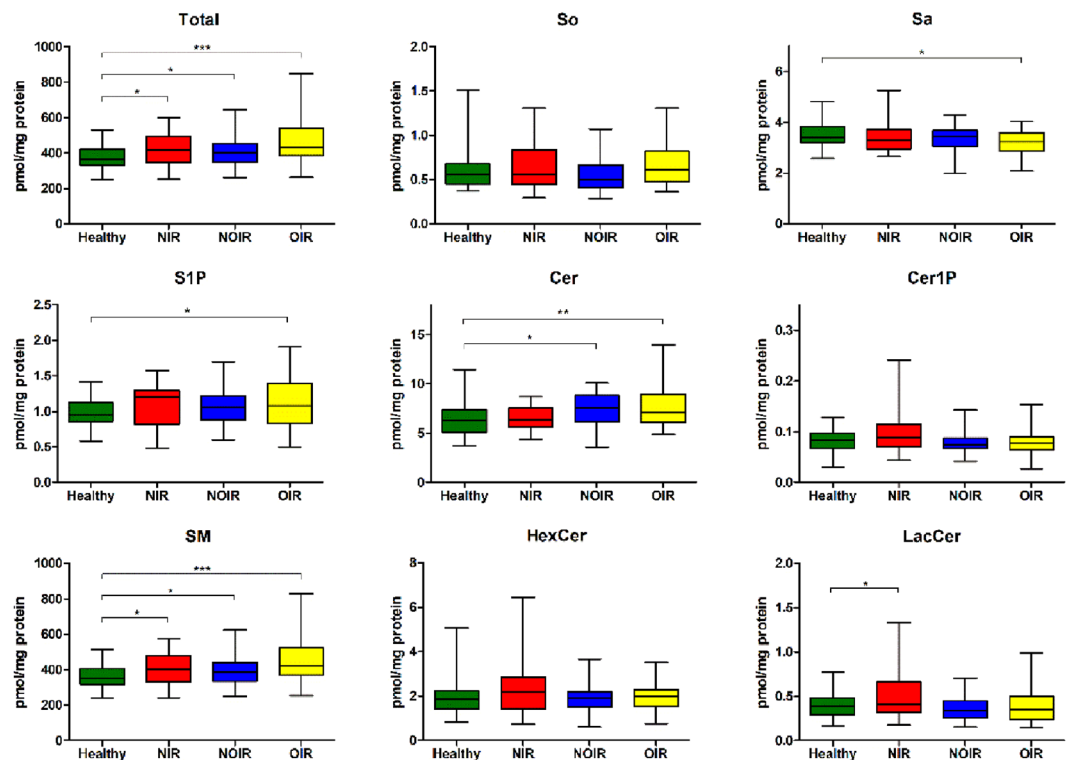 Total
So
Sa
pmol/mg protein
1000
800
600
400
200
0
***
*
*
Healthy NIR NOIR OIR
pmol/mg protein
2.0
1.5
1.0
0.5
0.0
Healthy NIR NOIR OIR
pmol/mg protein
6
4
2
0
*
Healthy NIR NOIR OIR
S1P
Cer
Cer1P
pmol/mg protein
2.5
2.0
1.5
1.0
0.5
0.0
*
Healthy NIR NOIR OIR
pmol/mg protein
15
10
5
0
**
*
Healthy NIR NOIR OIR
pmol/mg protein
0.3
0.2
0.1
0.0
Healthy NIR NOIR OIR
SM
HexCer
LacCer
pmol/mg protein
1000
800
600
400
200
0
***
*
*
Healthy NIR NOIR OIR
pmol/mg protein
8
6
4
2
0
Healthy NIR NOIR OIR
pmol/mg protein
2.0
1.5
1.0
0.5
0.0
*
Healthy NIR NOIR OIR